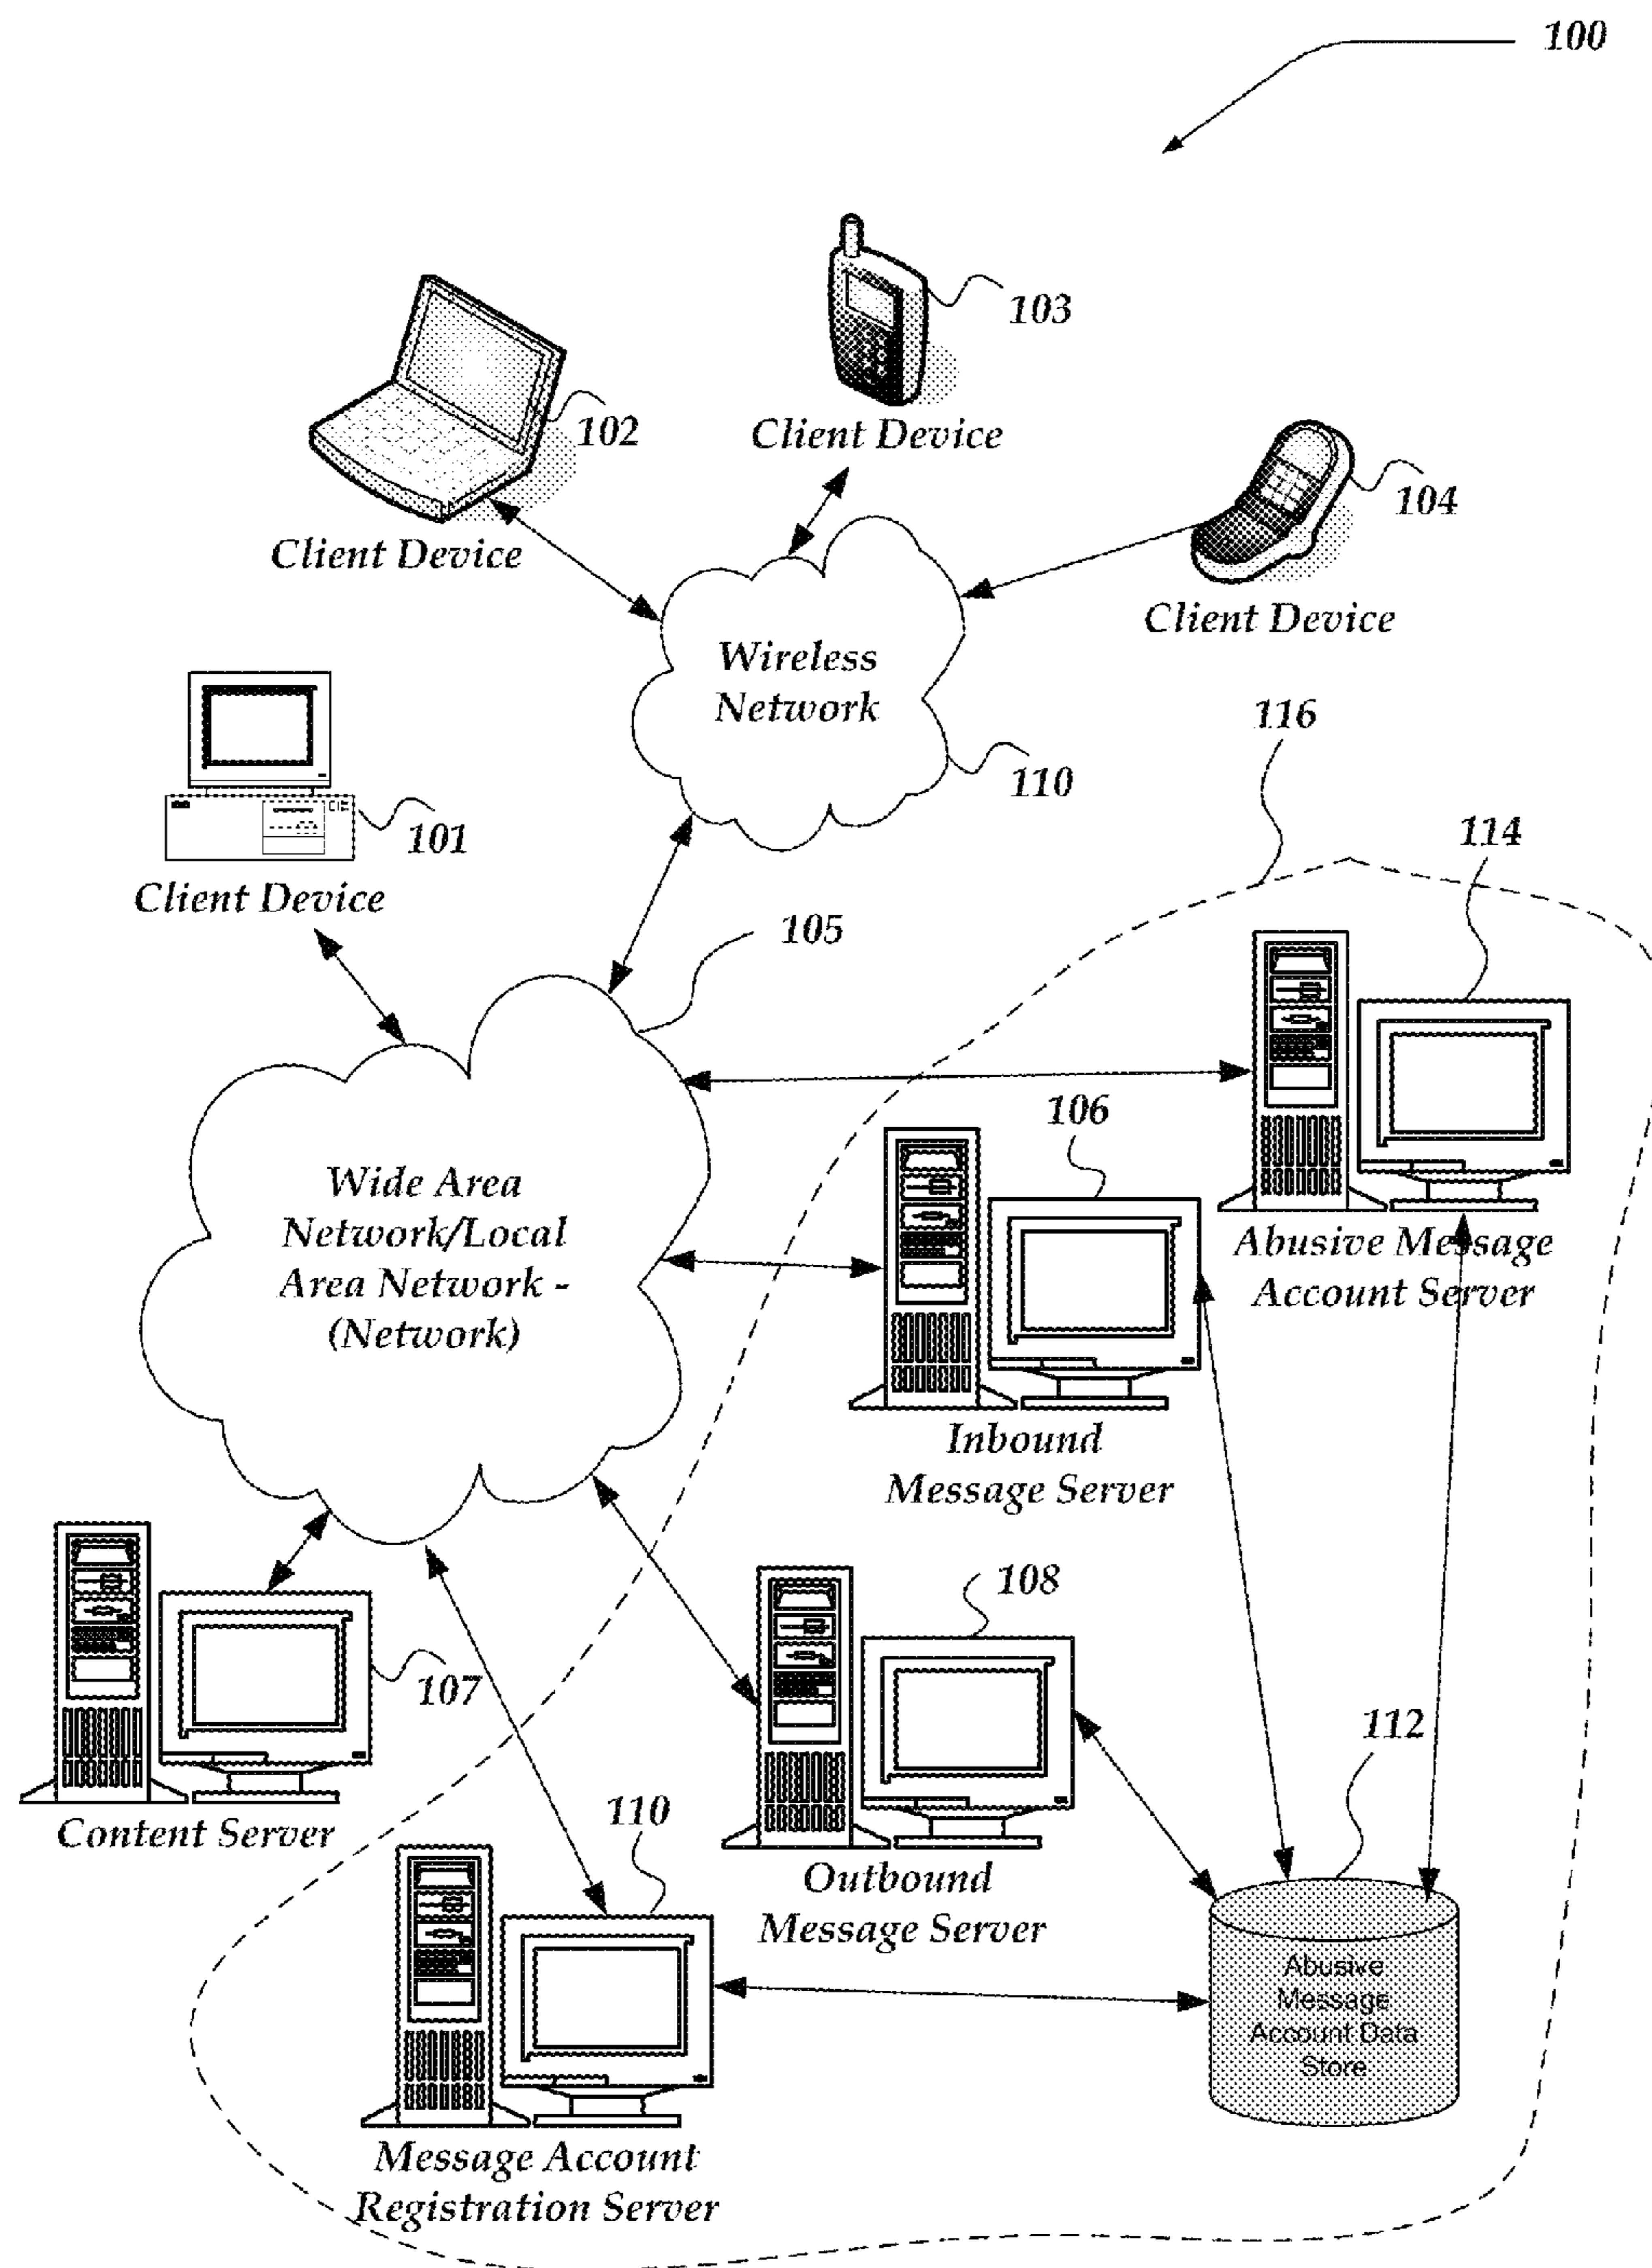 100
103
Client Device
102
Client Device
104
Client Device
Wireless
Network
110
116
101
Client Device
114
105
106
Wide Area
Network/Local
Area Network -
(Network)
Abusive Message
Account Server
Inbound
Message Server
108
107
112
Content Server
110
Outbound
Message Server
Abusive
Message
Account Data
Store
Message Account
Registration Server